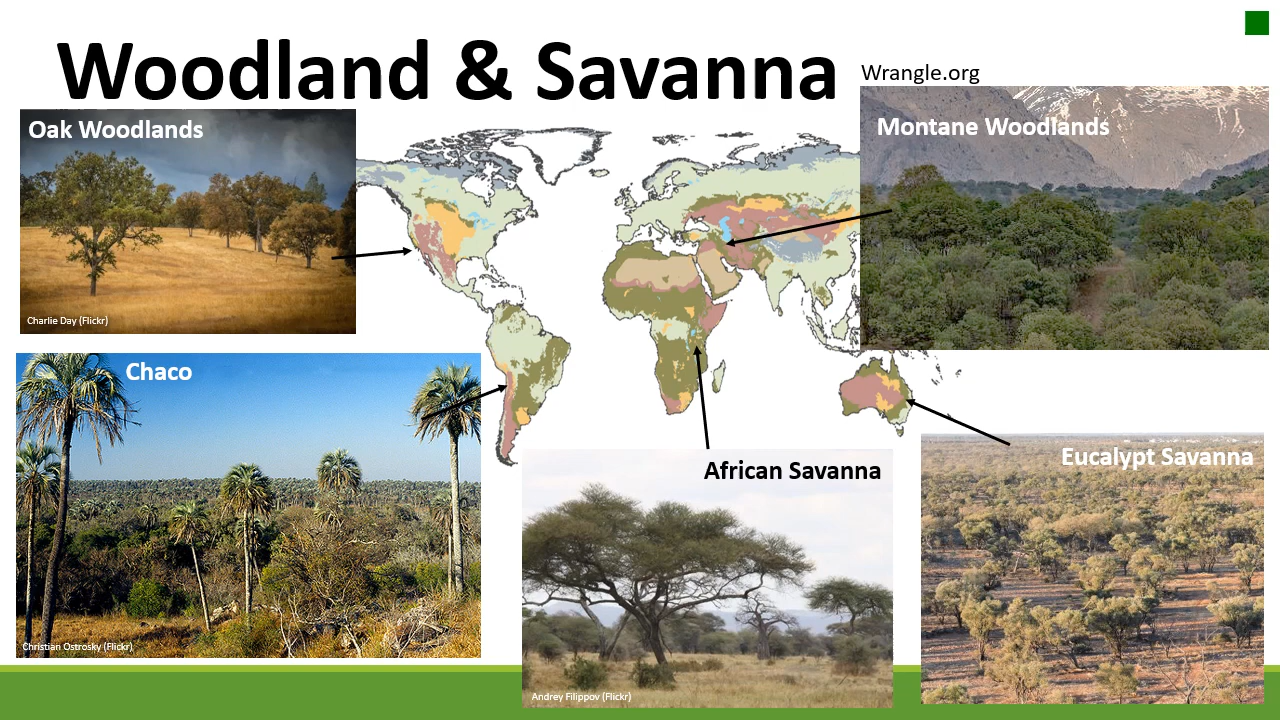 Woodland & Savanna
Wrangle.org
Oak Woodlands
Charlie Day (Flickr)
Montane Woodlands
Chaco
Christian Ostrosky (Flickr)
African Savanna
Andrey Filippov (Flickr)
Eucalypt Savanna